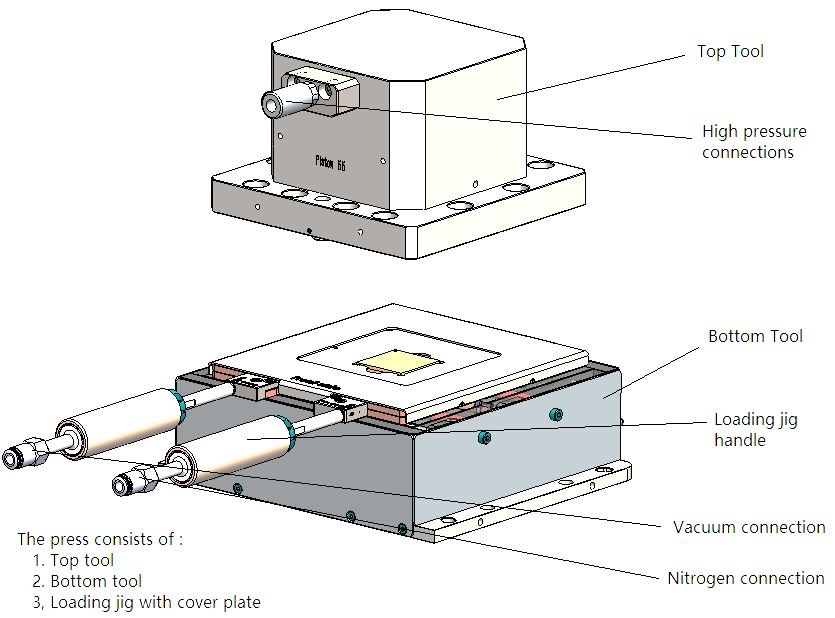 Top Tool
High pressure
connections
Piston 66
Bottom Tool
Loading jig
handle
Vacuum connection
Nitrogen connection
The press consists of :
1. Top tool
2. Bottom tool
3, Loading jig with cover plate